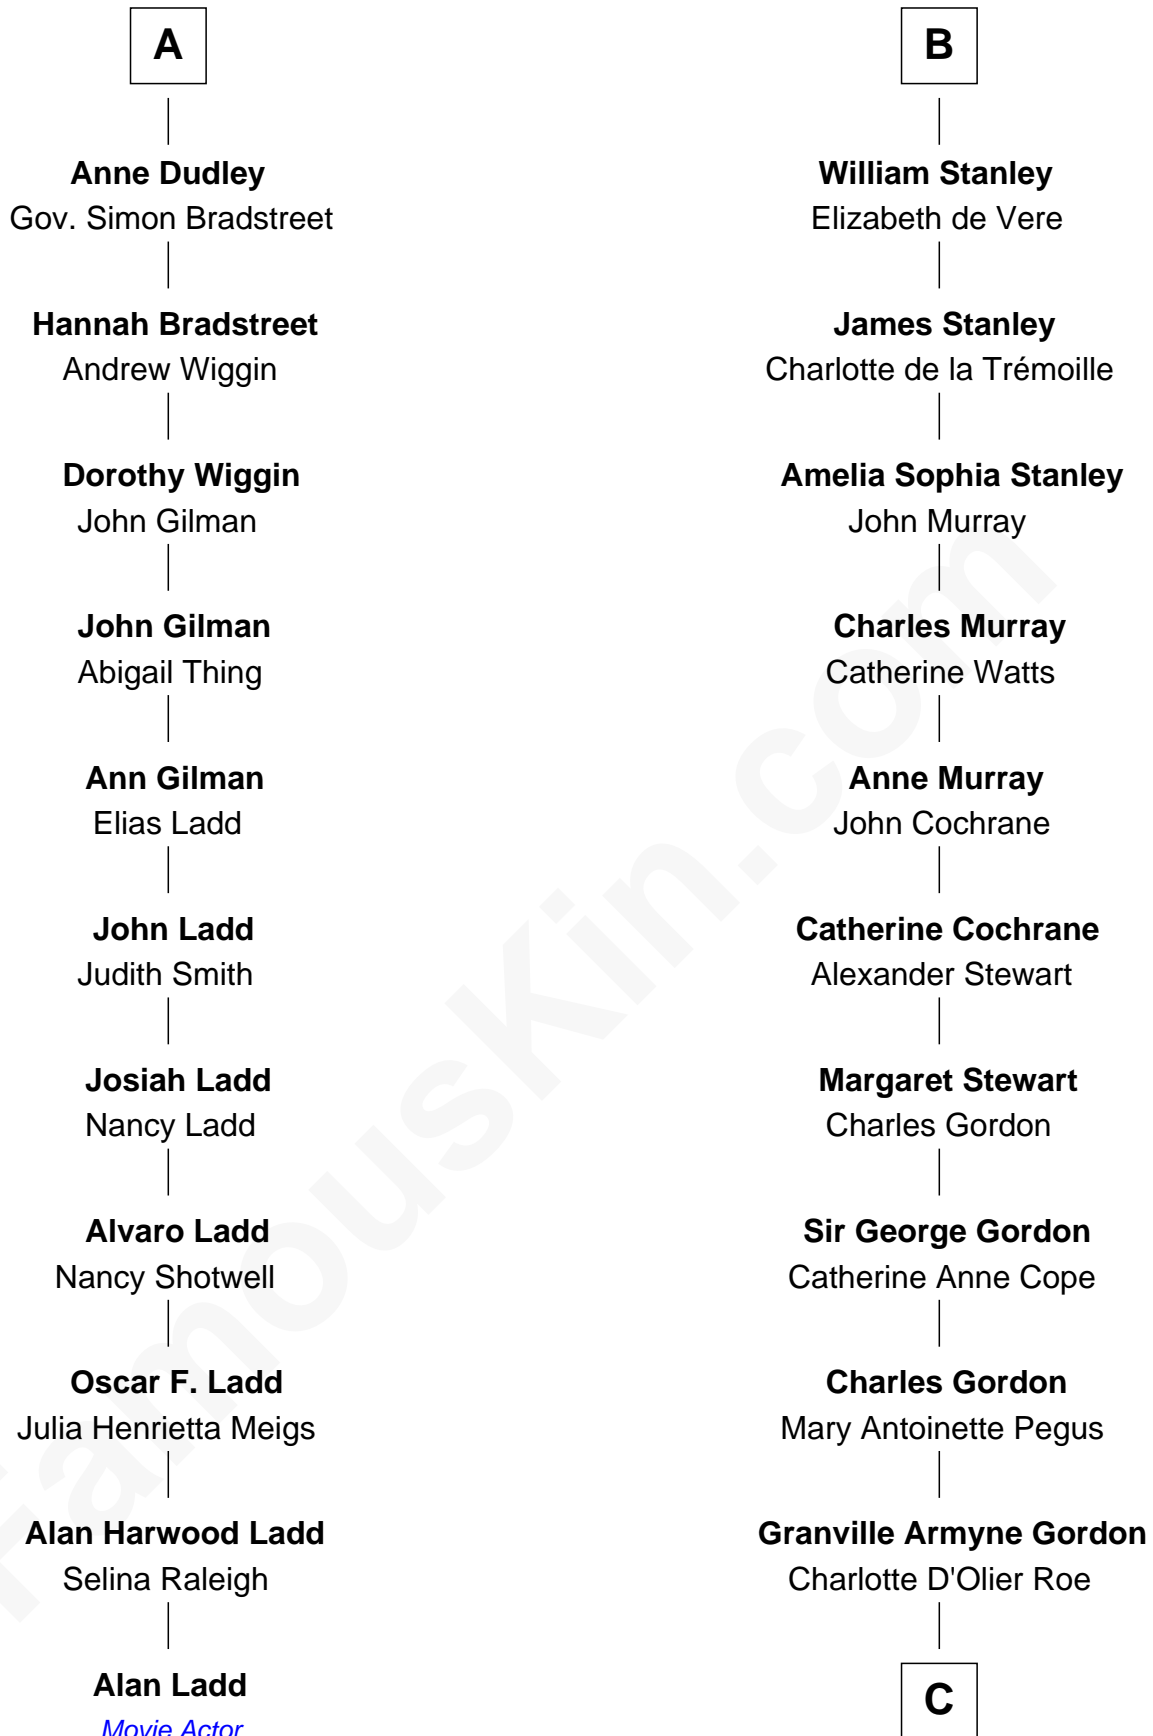 A
Anne Dudley
Gov. Simon Bradstreet
Hannah Bradstreet
Andrew Wiggin
Dorothy Wiggin
John Gilman
John Gilman
Abigail Thing
Ann Gilman
Elias Ladd
John Ladd
Judith Smith
Josiah Ladd
Nancy Ladd
Alvaro Ladd
Nancy Shotwell
Oscar F. Ladd
Julia Henrietta Meigs
Alan Harwood Ladd
Selina Raleigh
Alan Ladd
Movie Actor
B
William Stanley
Elizabeth de Vere
James Stanley
Charlotte de la Trémoille
Amelia Sophia Stanley
John Murray
Charles Murray
Catherine Watts
Anne Murray
John Cochrane
Catherine Cochrane
Alexander Stewart
Margaret Stewart
Charles Gordon
Sir George Gordon
Catherine Anne Cope
Charles Gordon
Mary Antoinette Pegus
Granville Armyne Gordon
Charlotte D'Olier Roe
C
FamousKin.com